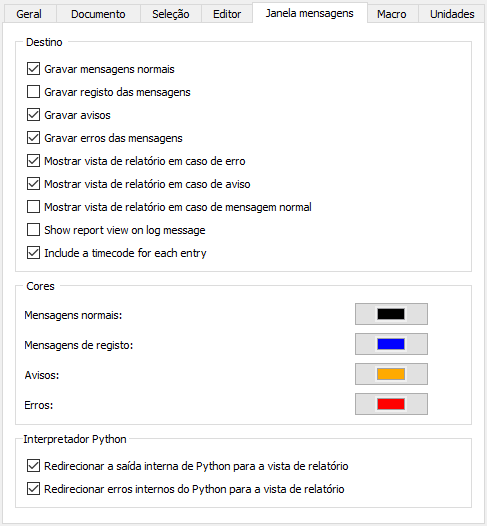 Geral Documento Seleção Editor Janela mensagens Macro Unidades
Destino
Gravar mensagens normais
Gravar registo das mensagens
Gravar avisos
Gravar erros das mensagens
Mostrar vista de relatório em caso de erro
Mostrar vista de relatório em caso de aviso
Mostrar vista de relatório em caso de mensagem normal
Show report view on log message
Include a timecode for each entry
Cores
Mensagens normais:
Mensagens de registo:
Avisos:
Erros:
Interpretador Python
Redirecionar a saída interna de Python para a vista de relatório
Redirecionar erros internos do Python para a vista de relatório